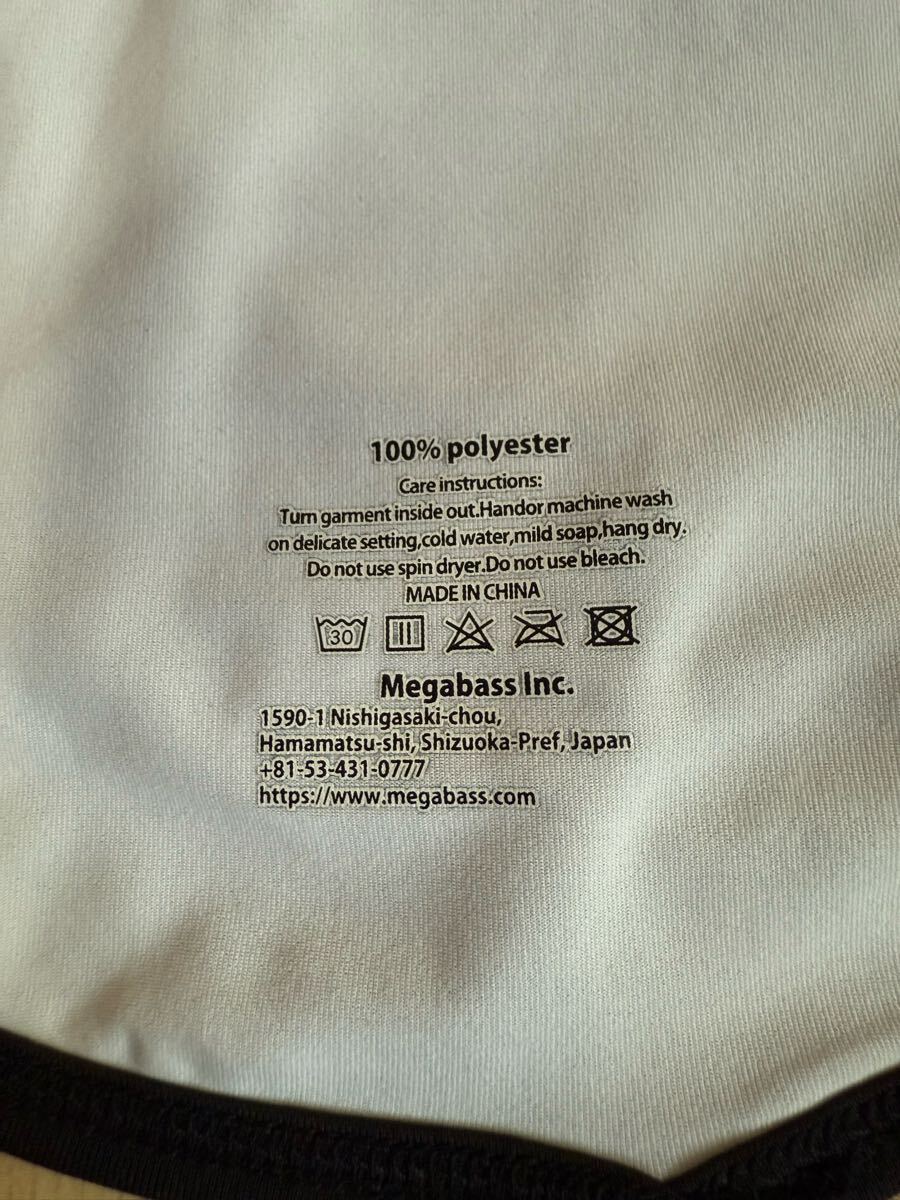 100% polyester
Care instructions:
Turn garment inside out.Handor machine wash
on delicate setting,cold water,mild soap,hang dry.
Do not use spin dryer.Do not use bleach.
MADE IN CHINA
30
Megabass Inc.
1590-1 Nishigasaki-chou,
Hamamatsu-shi, Shizuoka-Pref, Japan
+81-53-431-0777
https://www.megabass.com